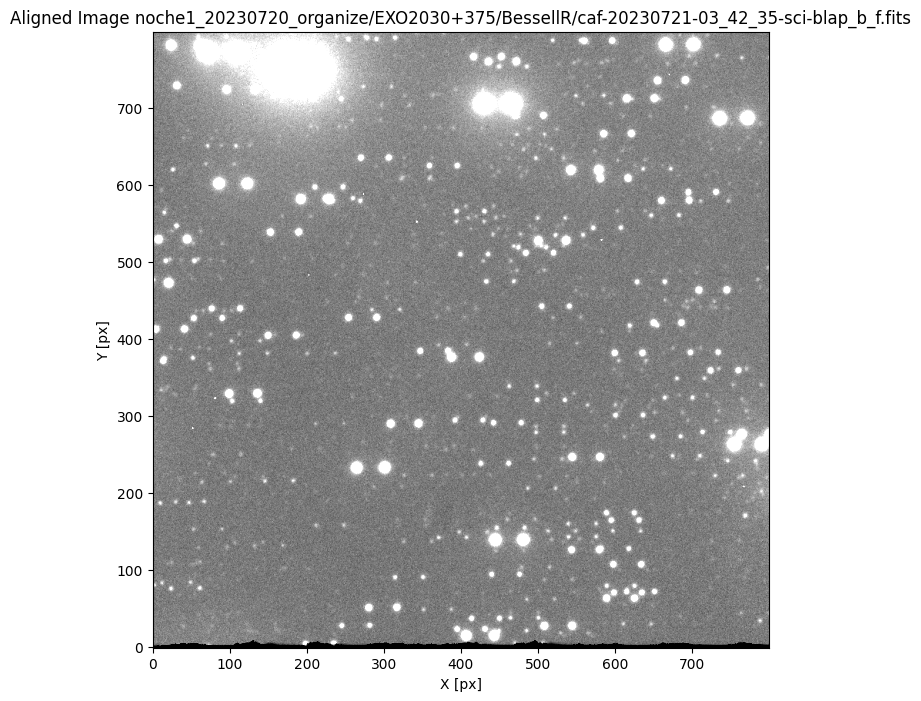 Aligned Image noche1_20230720_organize/EXO2030+375/BessellR/caf-20230721-03_42_35-sci-blap_b_f.fits
Y [px]
700
600
500
400
300
200
100
0
0 100 200 300 400 500 600 700
X [px]